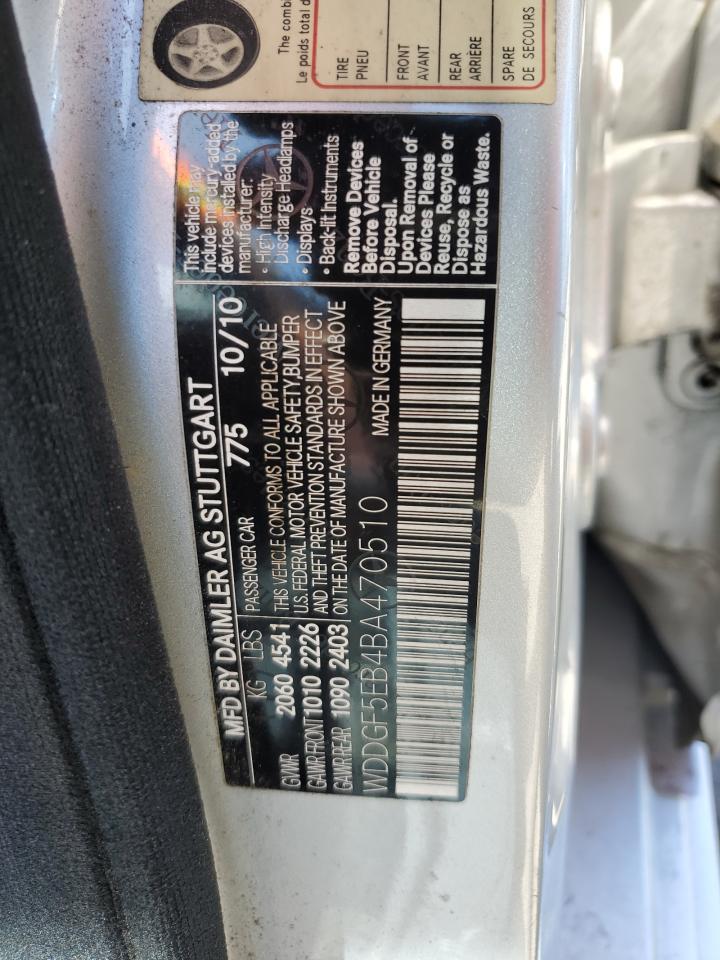 The combi
Le poids total d
TIRE
PNEU
FRONT
AVANT
REAR
ARRIÈRE
SPARE
DE SECOURS
MFD BY DAIMLER AG STUTTGART
775 10/10
KG LBS PASSENGER CAR
GVWR 2060 4541
GAWR FRONT 1010 2226
GAWR REAR 1090 2403
THIS VEHICLE CONFORMS TO ALL APPLICABLE
U.S. FEDERAL MOTOR VEHICLE SAFETY,BUMPER
AND THEFT PREVENTION STANDARDS IN EFFECT
ON THE DATE OF MANUFACTURE SHOWN ABOVE
WDDGF5EB4BA470510 MADE IN GERMANY
This vehicle may
include mercury-added
devices installed by the
manufacturer:
• High Intensity
Discharge Headlamps
• Displays
• Back-lit Instruments
Remove Devices
Before Vehicle
Disposal.
Upon Removal of
Devices Please
Reuse, Recycle or
Dispose as
Hazardous Waste.